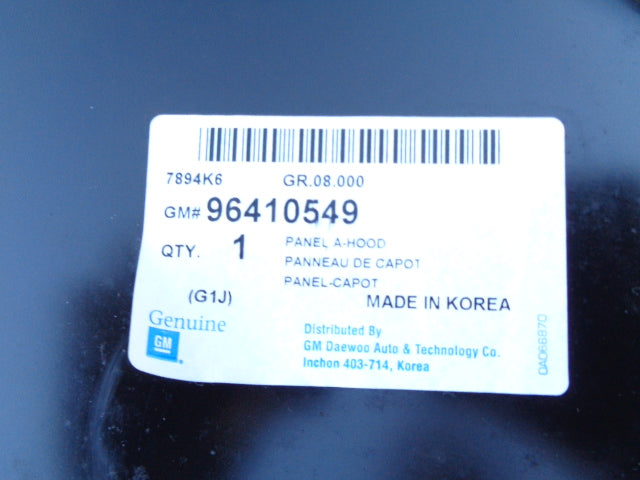 7894K6 GR.08.000
GM# 96410549
QTY. 1 PANEL A-HOOD
PANNEAU DE CAPOT
PANEL-CAPOT
(G1J) MADE IN KOREA
Genuine
GM
Distributed By
GM Daewoo Auto & Technology Co.
Inchon 403-714, Korea
DAD66870